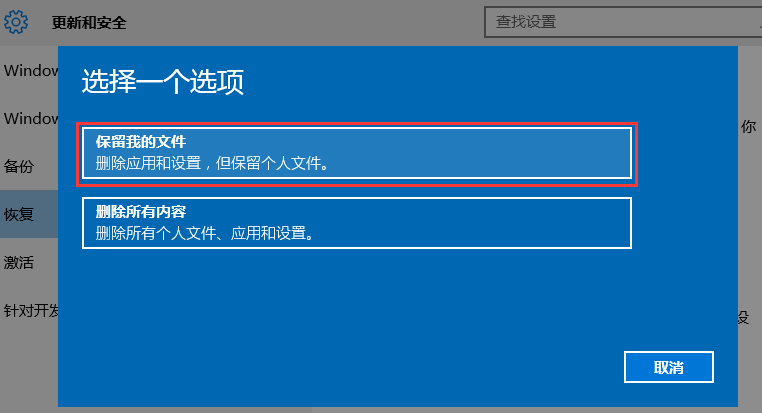 更新和安全
查找设置
Window
Window
备份
恢复
激活
针对开发
你
设
选择一个选项
保留我的文件
删除应用和设置，但保留个人文件。
删除所有内容
删除所有个人文件、应用和设置。
取消